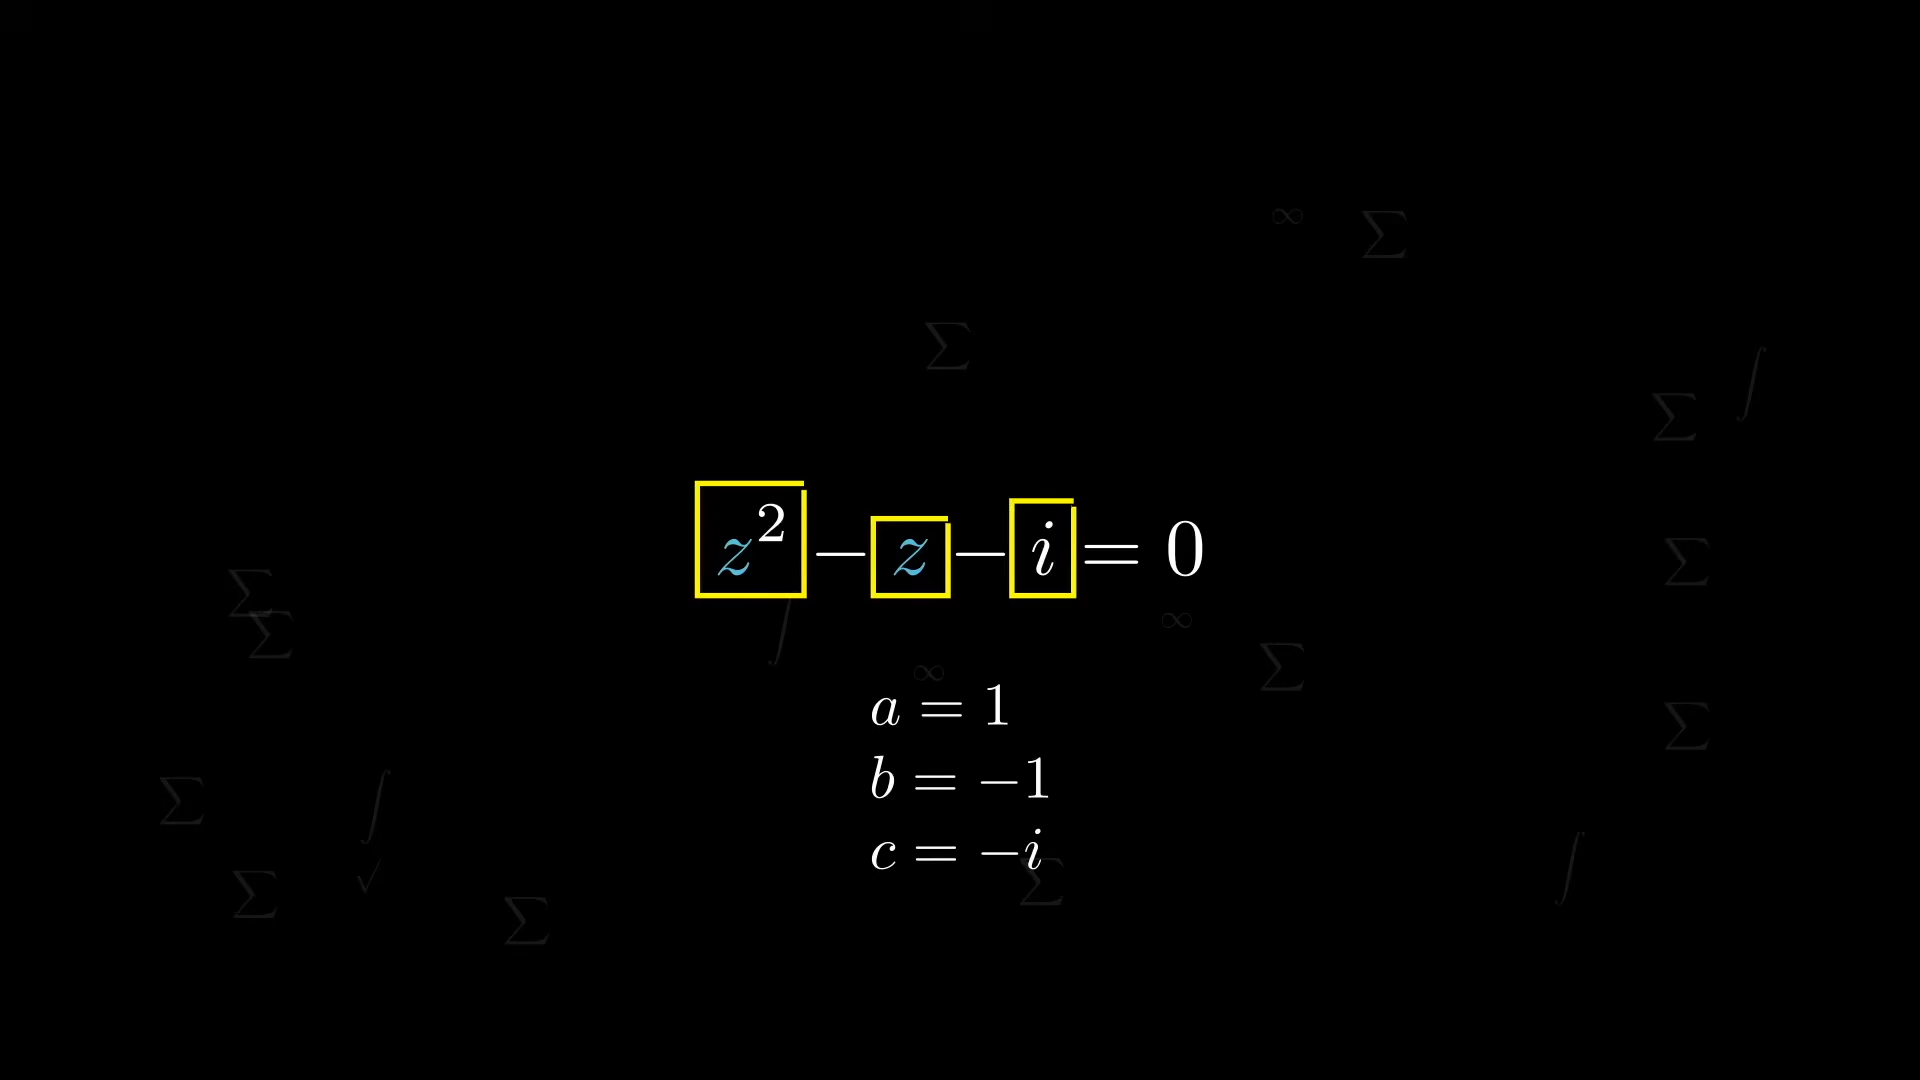 ∞ ∑
∑
∫
∑
z² − z − i = 0
∑
∑
∑
∫ ∞
∑
∞
a = 1
∑
b = −1
∑ ∫
c = −i
√ ∑ ∫
∑ ∑